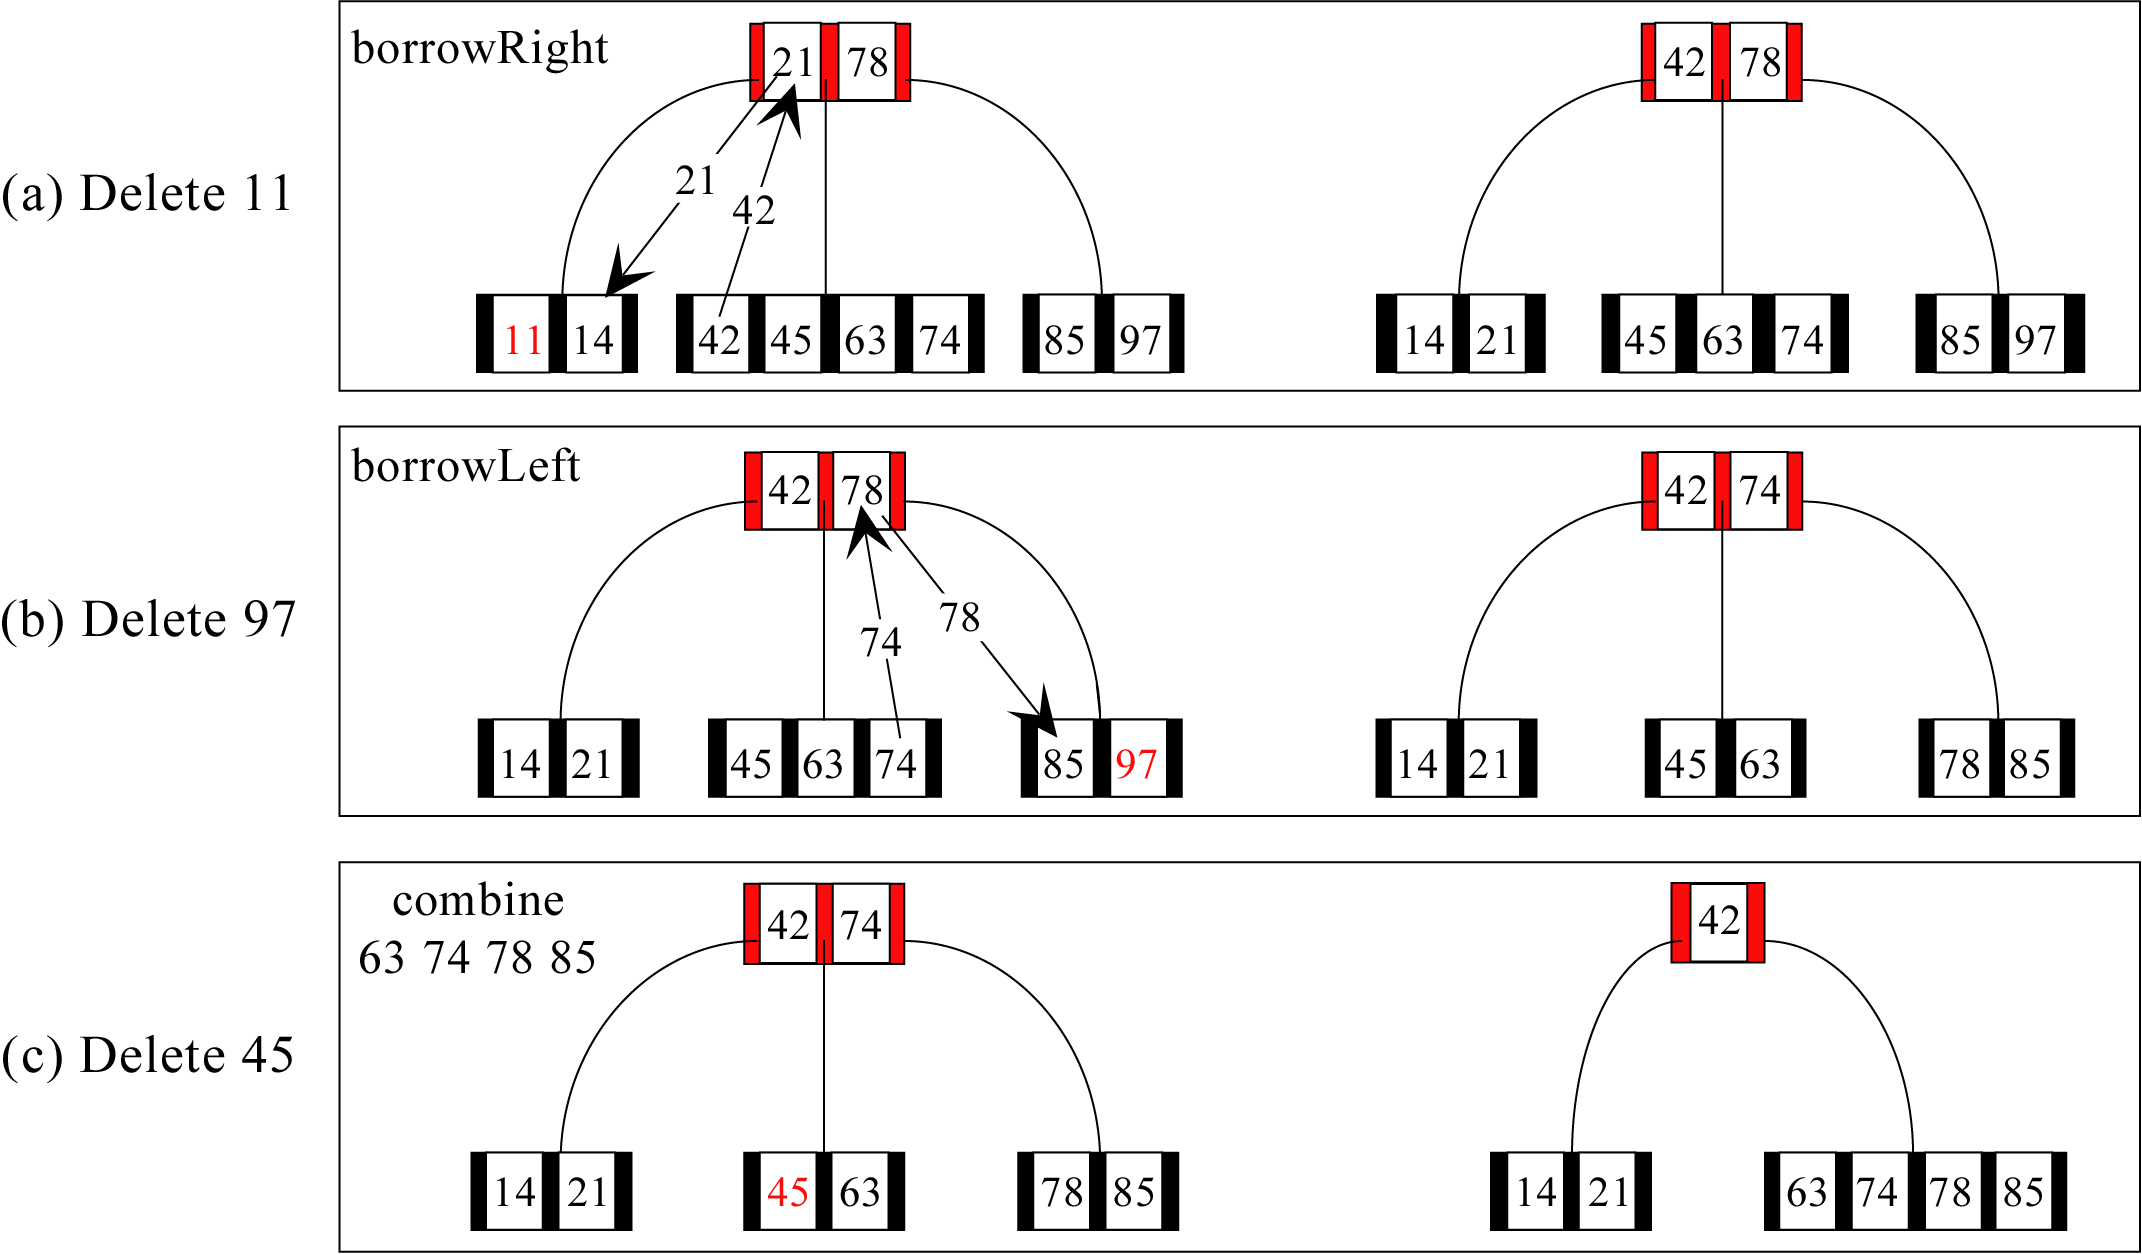 borrowRight
21 78
42 78
(a) Delete 11
21
42
11 14
42 45 63 74
85 97
14 21
45 63 74
85 97
borrowLeft
42 78
42 74
(b) Delete 97
78
74
14 21
45 63 74
85 97
14 21
45 63
78 85
combine
63 74 78 85
42 74
42
(c) Delete 45
14 21
45 63
78 85
14 21
63 74 78 85